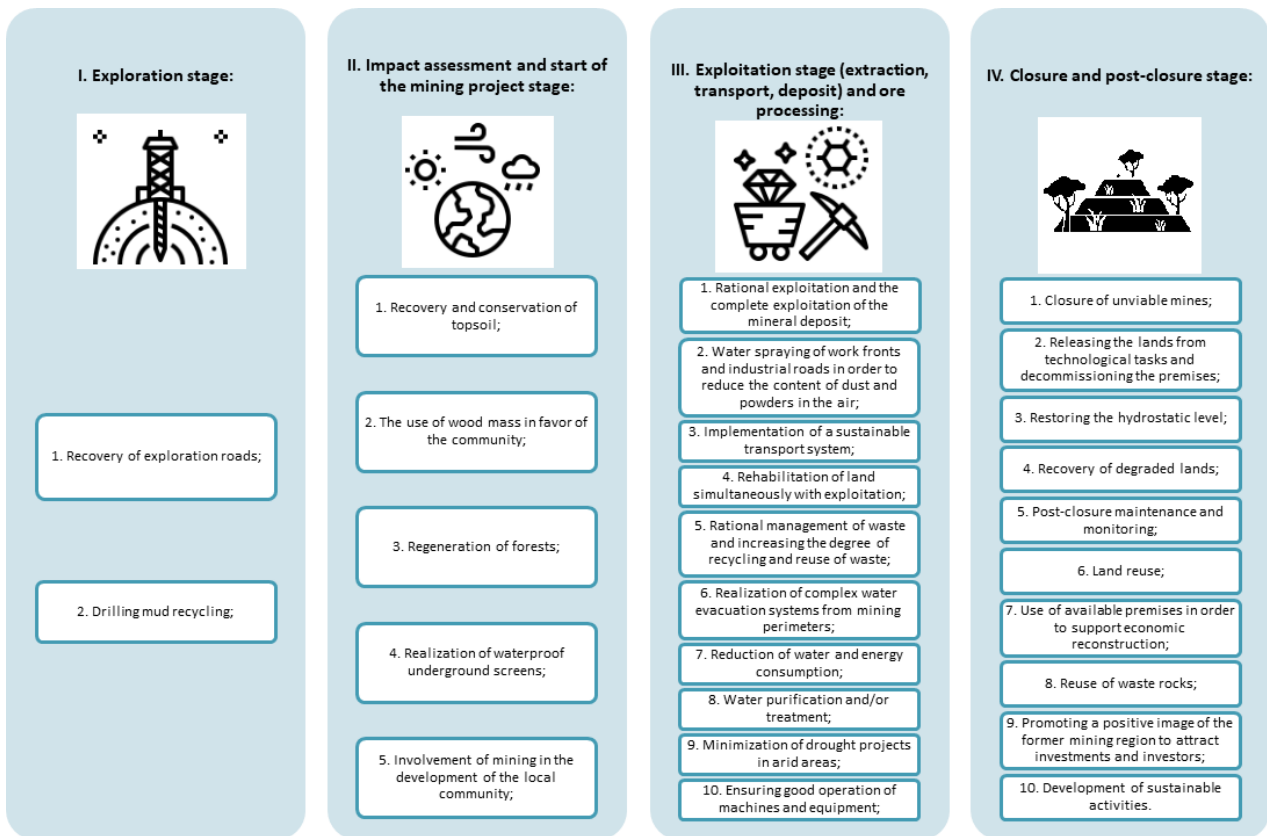 I. Exploration stage:
1. Recovery of exploration roads;
2. Drilling mud recycling;
II. Impact assessment and start of
the mining project stage:
1. Recovery and conservation of
topsoil;
2. The use of wood mass in favor of
the community;
3. Regeneration of forests;
4. Realization of waterproof
underground screens;
5. Involvement of mining in the
development of the local
community;
III. Exploitation stage (extraction,
transport, deposit) and ore
processing:
1. Rational exploitation and the
complete exploitation of the
mineral deposit;
2. Water spraying of work fronts
and industrial roads in order to
reduce the content of dust and
powders in the air;
3. Implementation of a sustainable
transport system;
4. Rehabilitation of land
simultaneously with exploitation;
5. Rational management of waste
and increasing the degree of
recycling and reuse of waste;
6. Realization of complex water
evacuation systems from mining
perimeters;
7. Reduction of water and energy
consumption;
8. Water purification and/or
treatment;
9. Minimization of drought projects
in arid areas;
10. Ensuring good operation of
machines and equipment;
IV. Closure and post-closure stage:
1. Closure of unviable mines;
2. Releasing the lands from
technological tasks and
decommissioning the premises;
3. Restoring the hydrostatic level;
4. Recovery of degraded lands;
5. Post-closure maintenance and
monitoring;
6. Land reuse;
7. Use of available premises in order
to support economic
reconstruction;
8. Reuse of waste rocks;
9. Promoting a positive image of the
former mining region to attract
investments and investors;
10. Development of sustainable
activities.